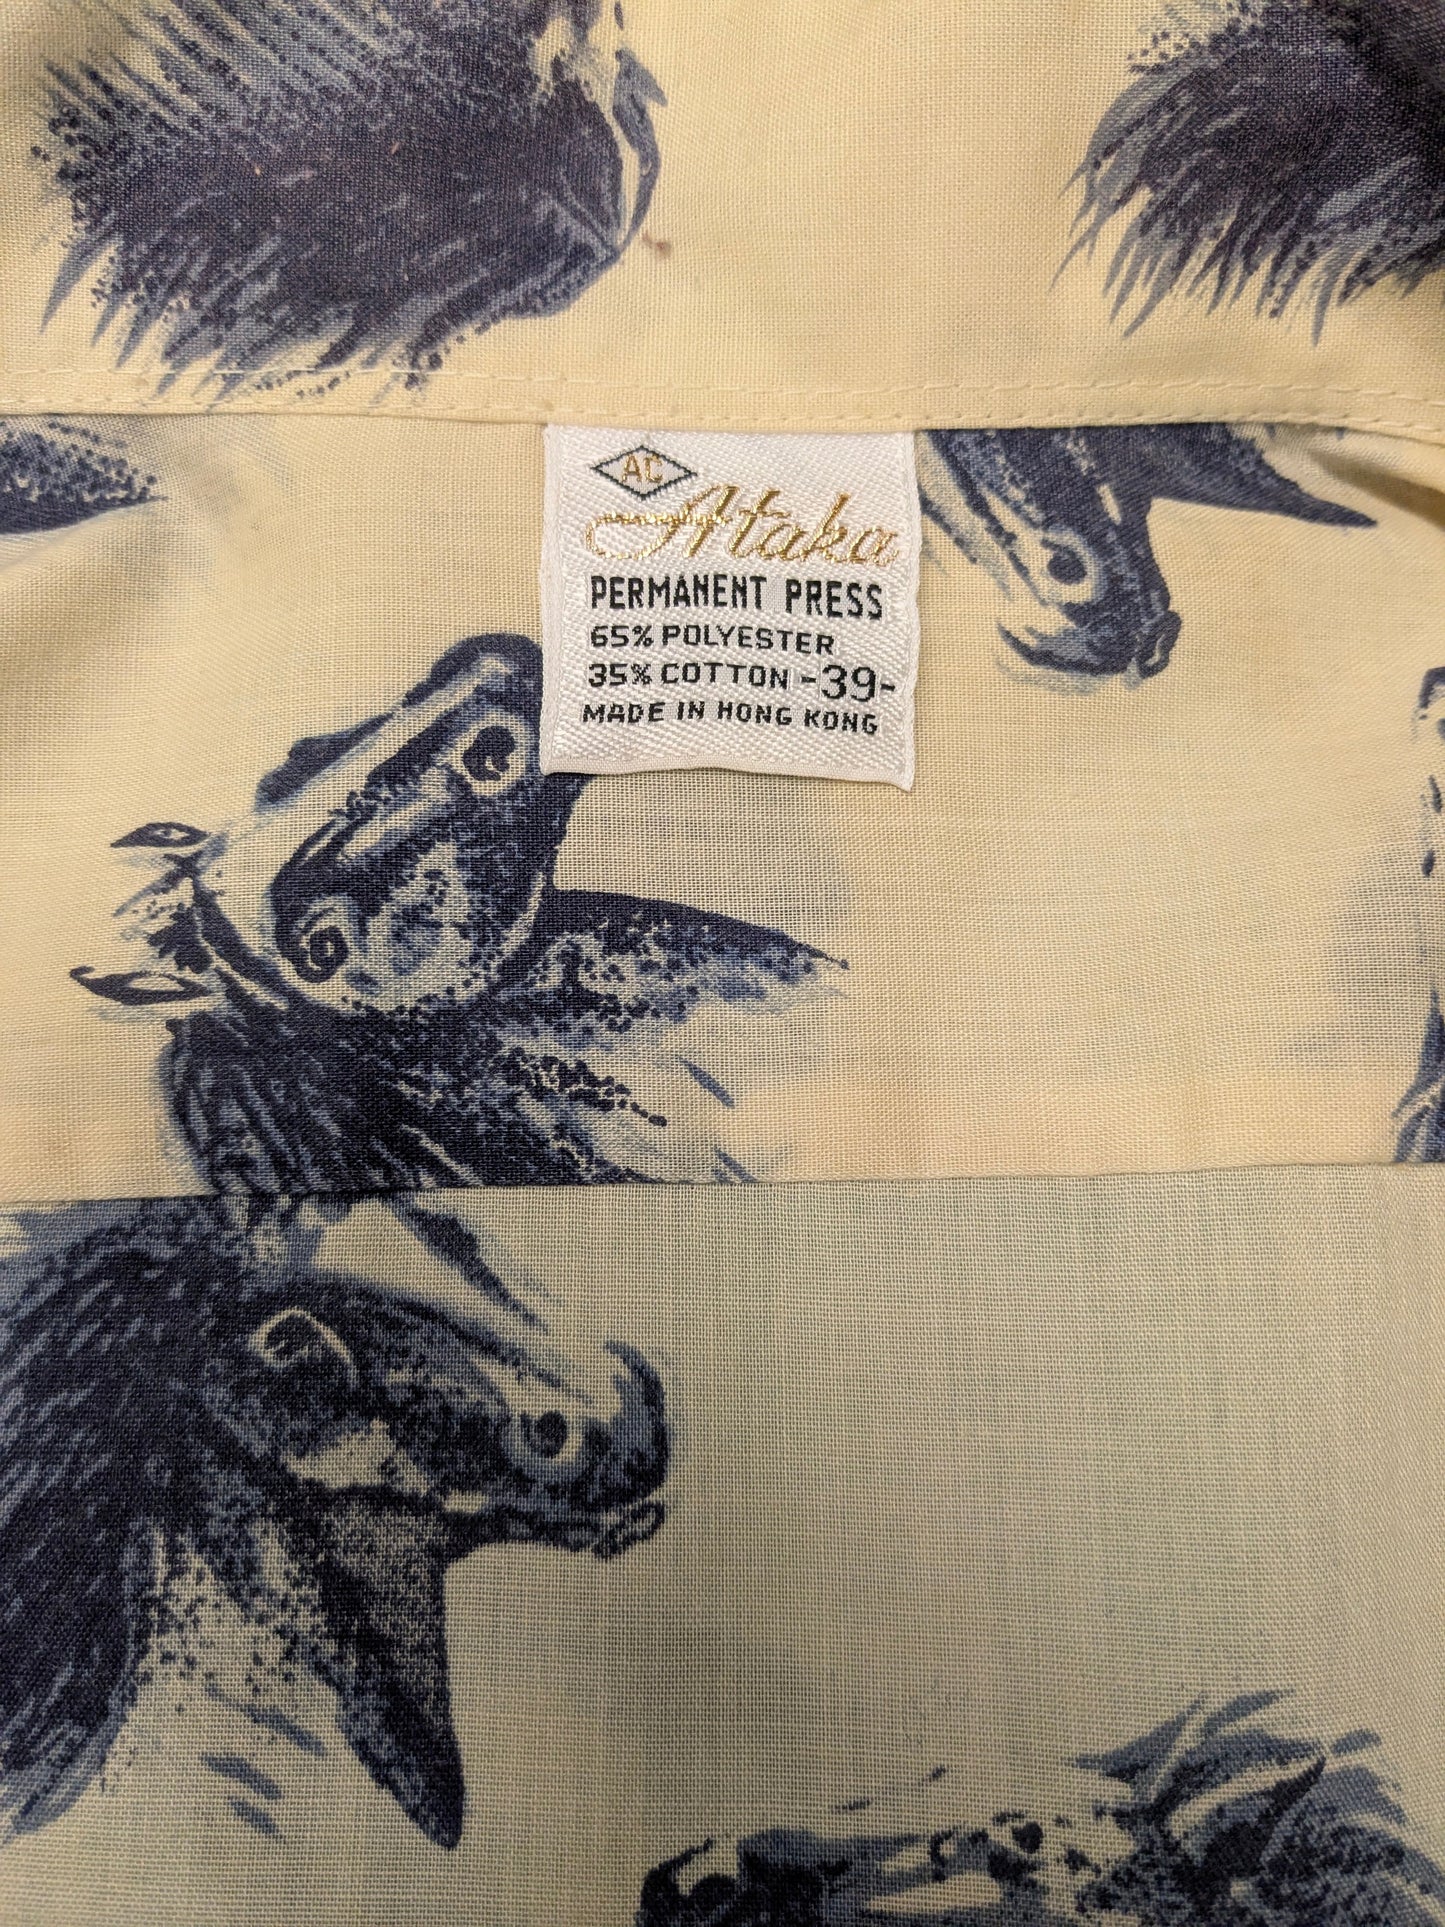 AC
Ataka
PERMANENT PRESS
65% POLYESTER
35% COTTON -39-
MADE IN HONG KONG